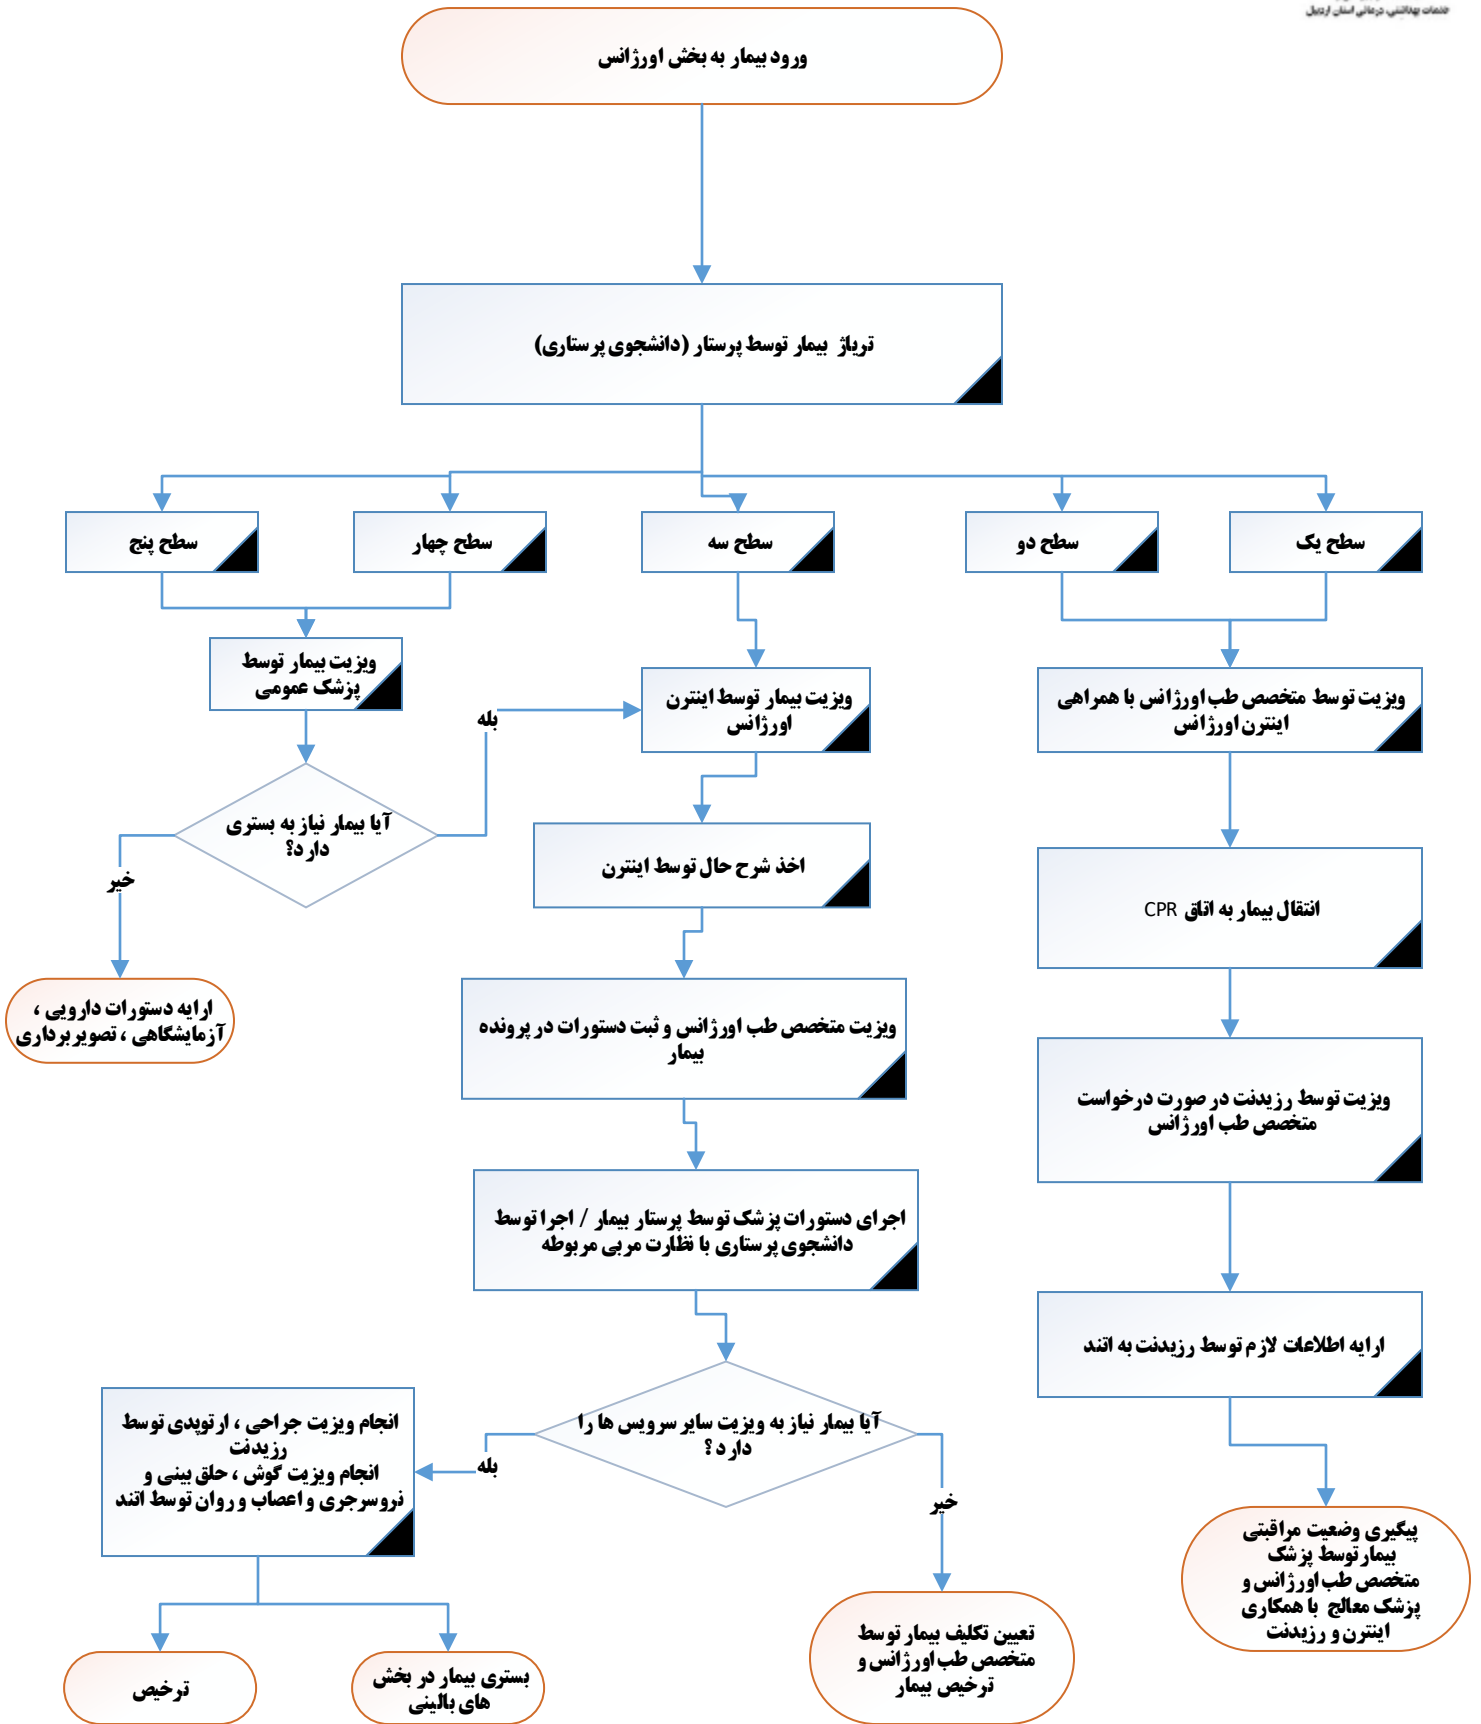 خدمات بهداشتی، درمانی استان اردبیل
ورود بیمار به بخش اورژانس
تریاژ بیمار توسط پرستار (دانشجوی پرستاری)
سطح یک
سطح دو
سطح سه
سطح چهار
سطح پنج
ویزیت توسط متخصص طب اورژانس با همراهی
اینترن اورژانس
ویزیت بیمار توسط اینترن
اورژانس
ویزیت بیمار توسط
پزشک عمومی
بله
آیا بیمار نیاز به بستری
دارد؟
خیر
اخذ شرح حال توسط اینترن
انتقال بیمار به اتاق CPR
ارایه دستورات دارویی ،
آزمایشگاهی ، تصویربرداری
ویزیت متخصص طب اورژانس و ثبت دستورات در پرونده
بیمار
ویزیت توسط رزیدنت در صورت درخواست
متخصص طب اورژانس
اجرای دستورات پزشک توسط پرستار بیمار / اجرا توسط
دانشجوی پرستاری با نظارت مربی مربوطه
ارایه اطلاعات لازم توسط رزیدنت به اتند
آیا بیمار نیاز به ویزیت سایر سرویس ها را
دارد ؟
بله
خیر
انجام ویزیت جراحی ، ارتوپدی توسط
رزیدنت
انجام ویزیت گوش ، حلق بینی و
نروسرجری و اعصاب و روان توسط اتند
پیگیری وضعیت مراقبتی
بیمارتوسط پزشک
متخصص طب اورژانس و
پزشک معالج با همکاری
اینترن و رزیدنت
تعیین تکلیف بیمار توسط
متخصص طب اورژانس و
ترخیص بیمار
بستری بیمار در بخش
های بالینی
ترخیص